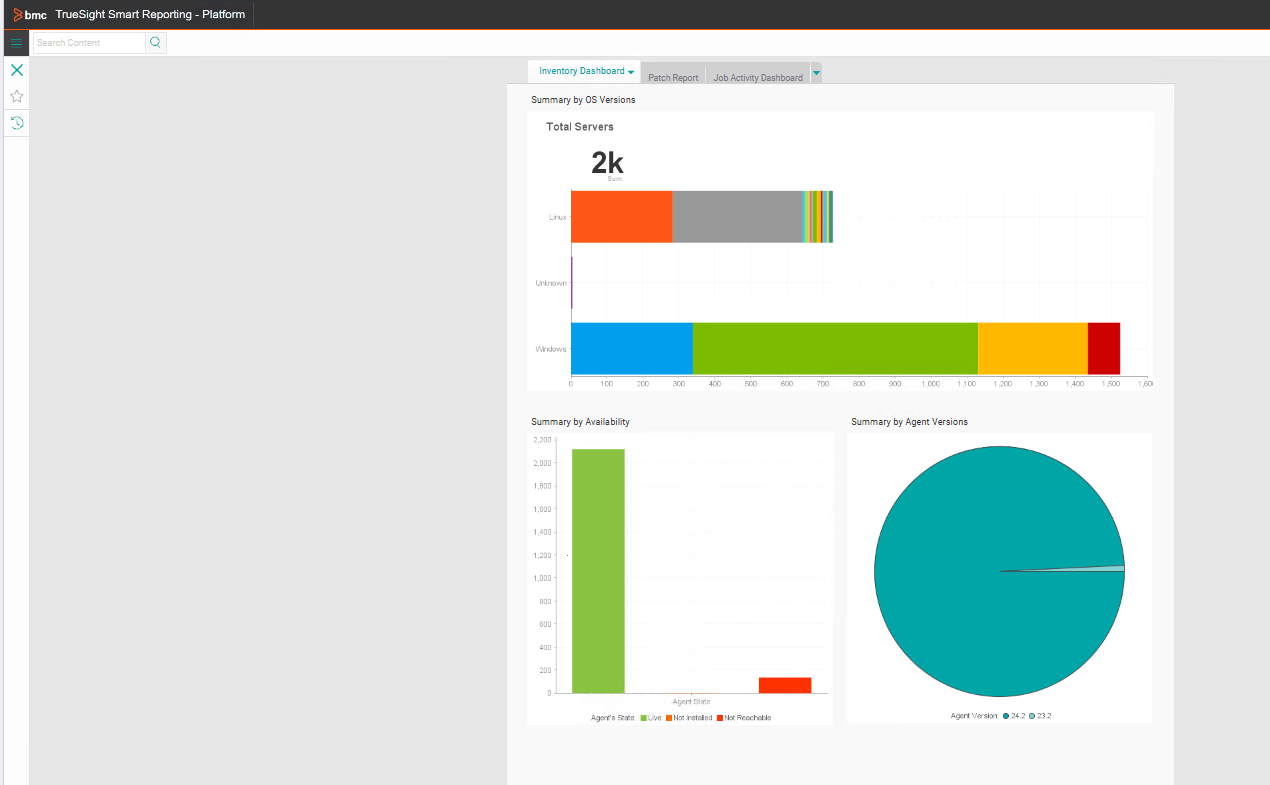 bmc TrueSight Smart Reporting - Platform
Search Content
Inventory Dashboard Patch Report Job Activity Dashboard
Summary by OS Versions
Total Servers
2k
Sum
Linux
Unknown
Windows
0 100 200 300 400 500 600 700 800 900 1,000 1,100 1,200 1,300 1,400 1,500 1,600
Summary by Availability
2,200
2,000
1,800
1,600
1,400
1,200
1,000
800
600
400
200
0
Agent State
Agent's State: Live Not Installed Not Reachable
Summary by Agent Versions
Agent Version: 24.2 23.2